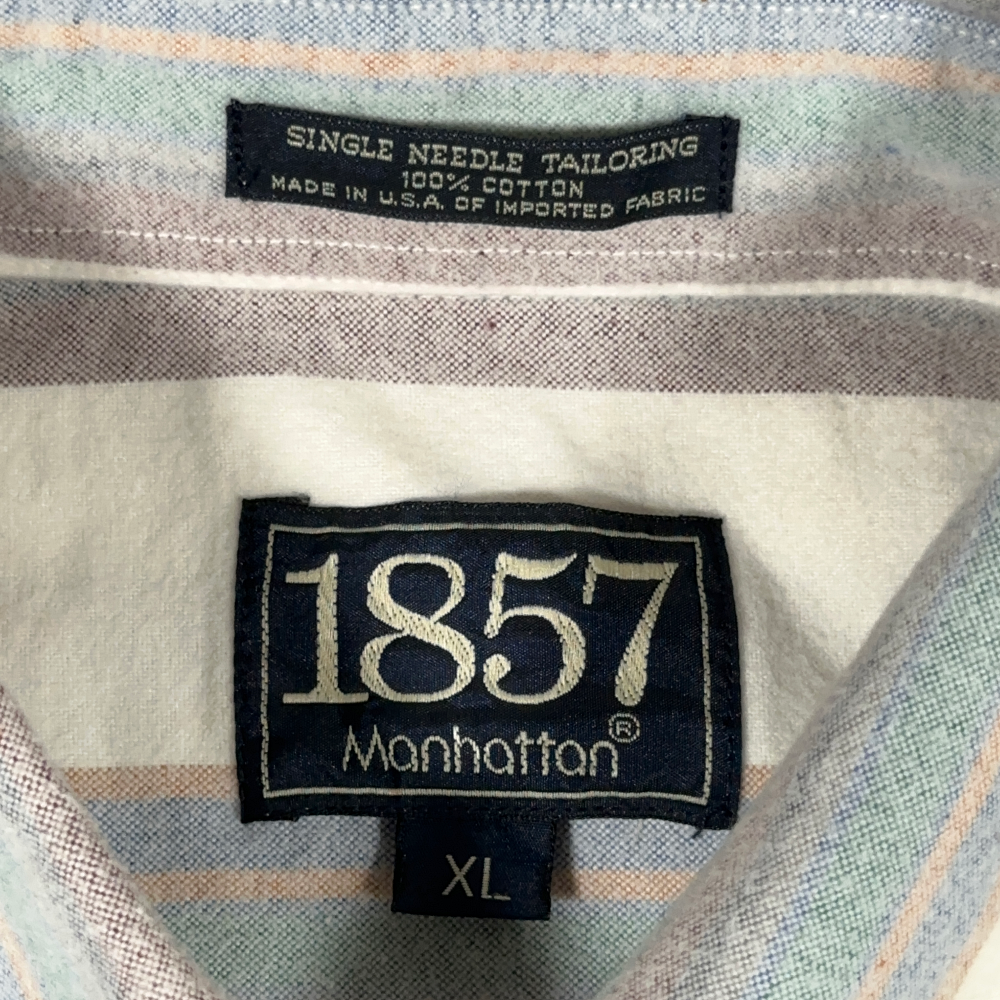 SINGLE NEEDLE TAILORING
100% COTTON
MADE IN U.S.A. OF IMPORTED FABRIC
1857
Manhattan®
XL